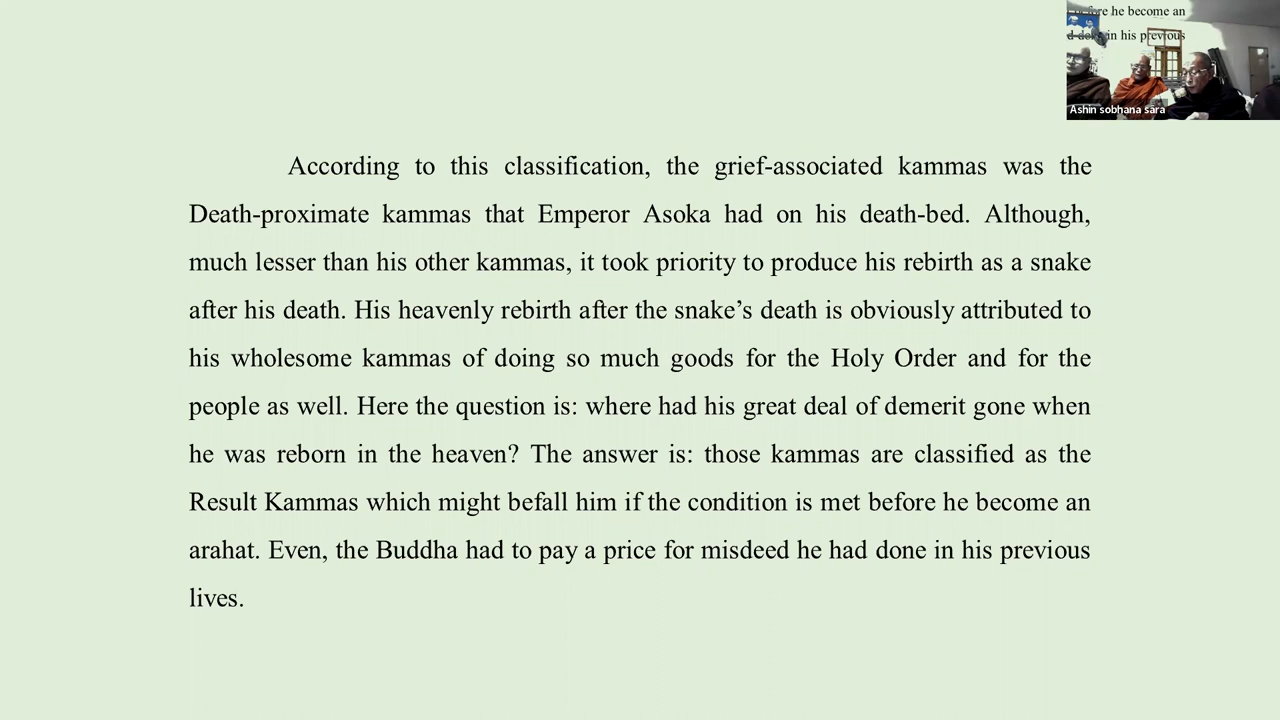 before he become an
in his previous
Ashin sobhana sara
According to this classification, the grief-associated kammas was the
Death-proximate kammas that Emperor Asoka had on his death-bed. Although,
much lesser than his other kammas, it took priority to produce his rebirth as a snake
after his death. His heavenly rebirth after the snake’s death is obviously attributed to
his wholesome kammas of doing so much goods for the Holy Order and for the
people as well. Here the question is: where had his great deal of demerit gone when
he was reborn in the heaven? The answer is: those kammas are classified as the
Result Kammas which might befall him if the condition is met before he become an
arahat. Even, the Buddha had to pay a price for misdeed he had done in his previous
lives.